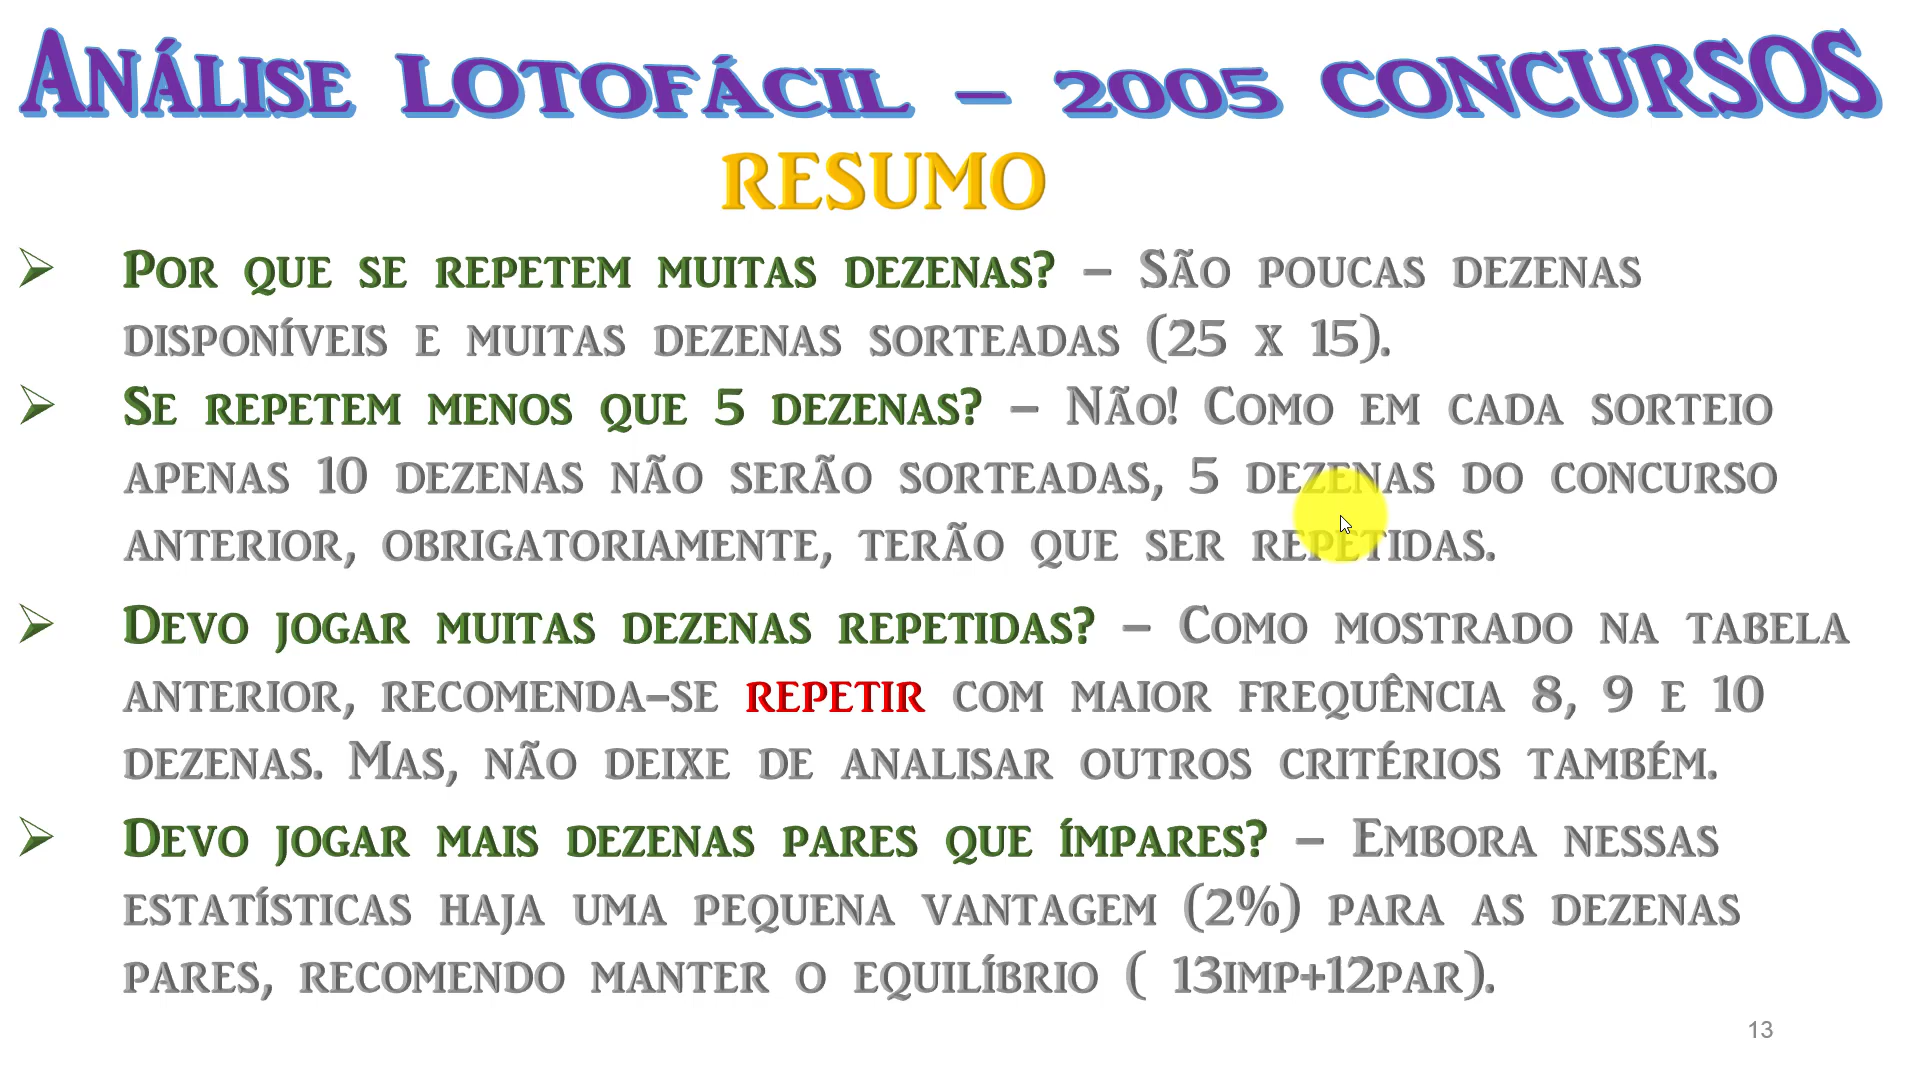 Análise Lotofácil – 2005 concursos
RESUMO
➢ Por que se repetem muitas dezenas? – São poucas dezenas
disponíveis e muitas dezenas sorteadas (25 x 15).
➢ Se repetem menos que 5 dezenas? – Não! Como em cada sorteio
apenas 10 dezenas não serão sorteadas, 5 dezenas do concurso
anterior, obrigatoriamente, terão que ser repetidas.
➢ Devo jogar muitas dezenas repetidas? – Como mostrado na tabela
anterior, recomenda-se repetir com maior frequência 8, 9 e 10
dezenas. Mas, não deixe de analisar outros critérios também.
➢ Devo jogar mais dezenas pares que ímpares? – Embora nessas
estatísticas haja uma pequena vantagem (2%) para as dezenas
pares, recomendo manter o equilíbrio ( 13imp+12par).
13